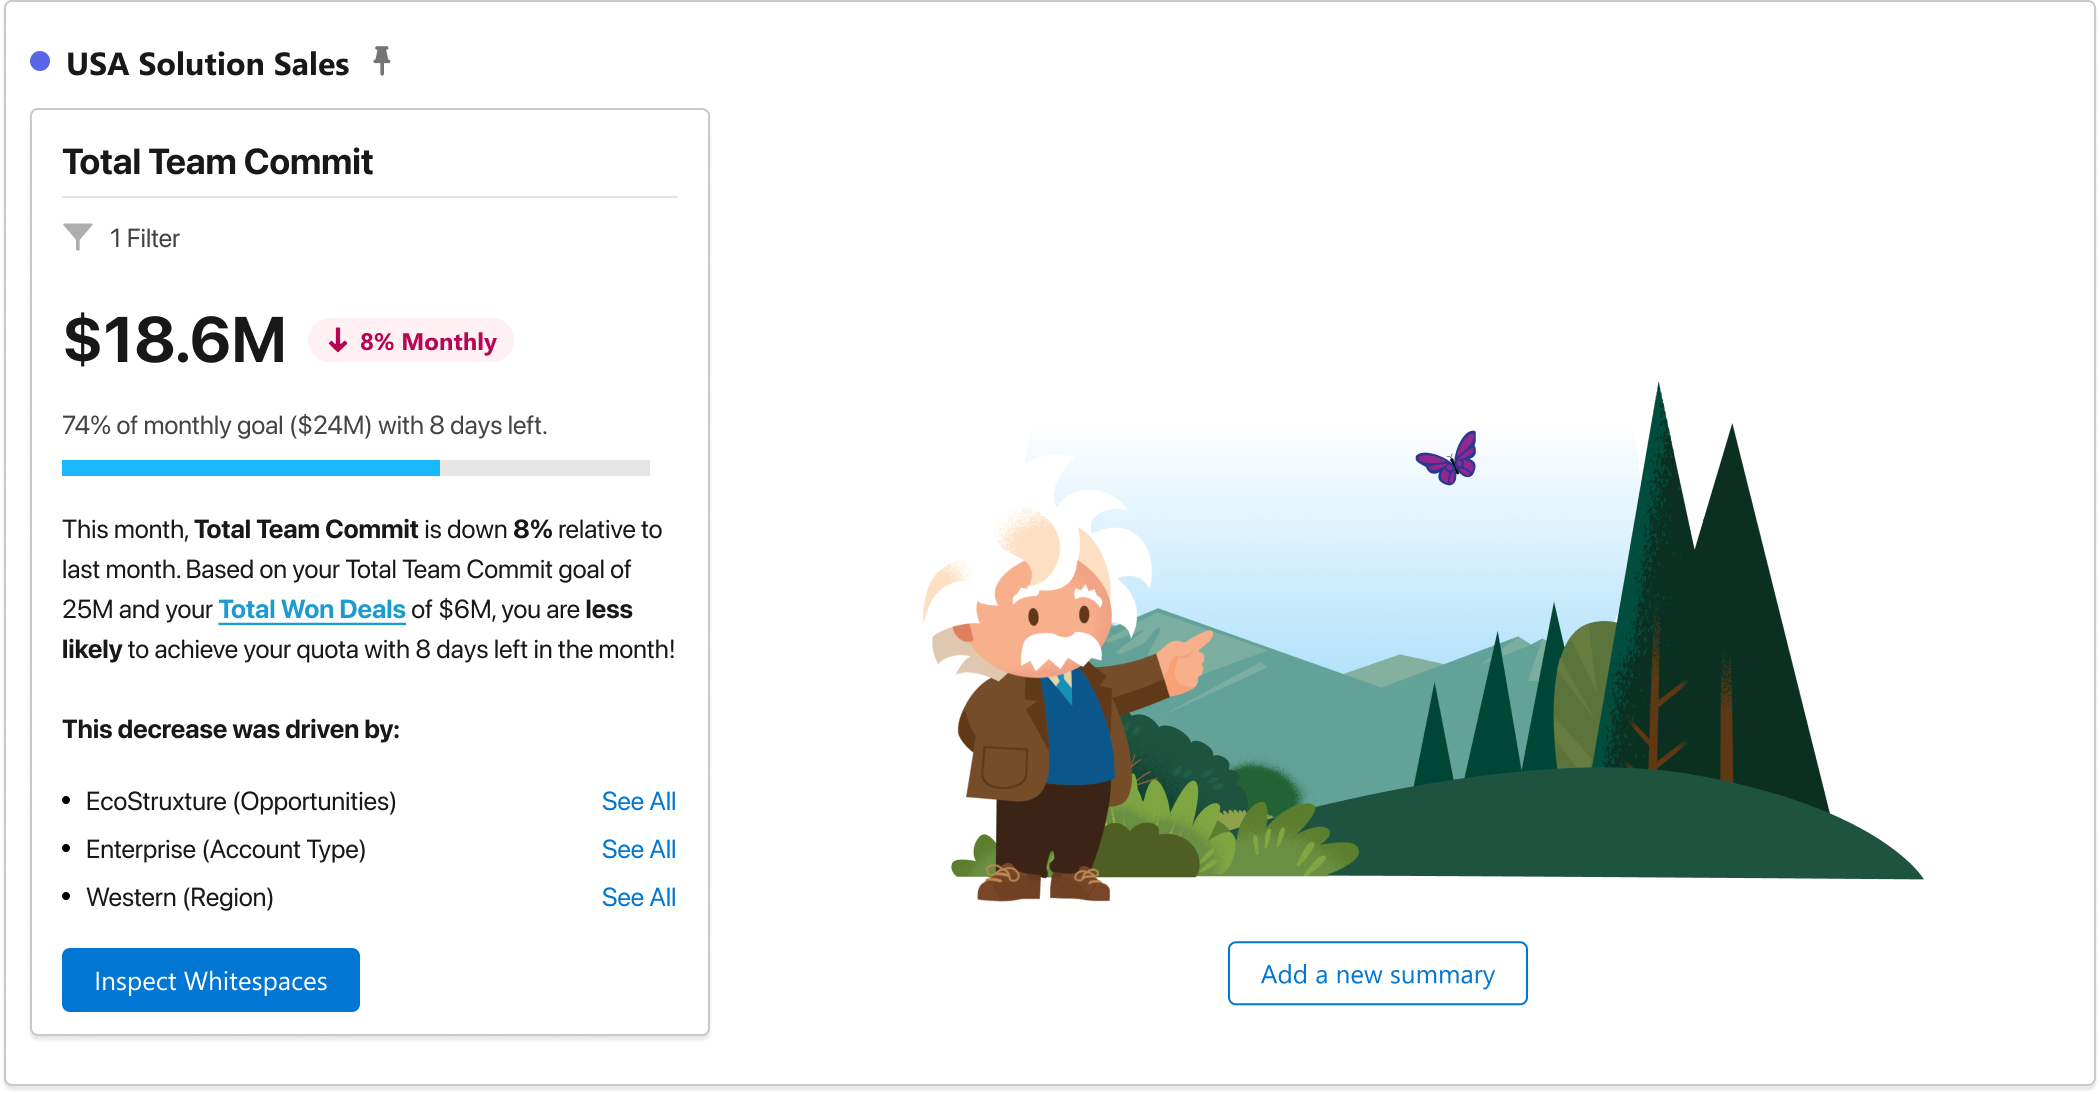 USA Solution Sales
Total Team Commit
1 Filter
$18.6M
8% Monthly
74% of monthly goal ($24M) with 8 days left.
This month, Total Team Commit is down 8% relative to
last month. Based on your Total Team Commit goal of
25M and your Total Won Deals of $6M, you are less
likely to achieve your quota with 8 days left in the month!
This decrease was driven by:
EcoStruxture (Opportunities) See All
Enterprise (Account Type) See All
Western (Region) See All
Inspect Whitespaces
Add a new summary